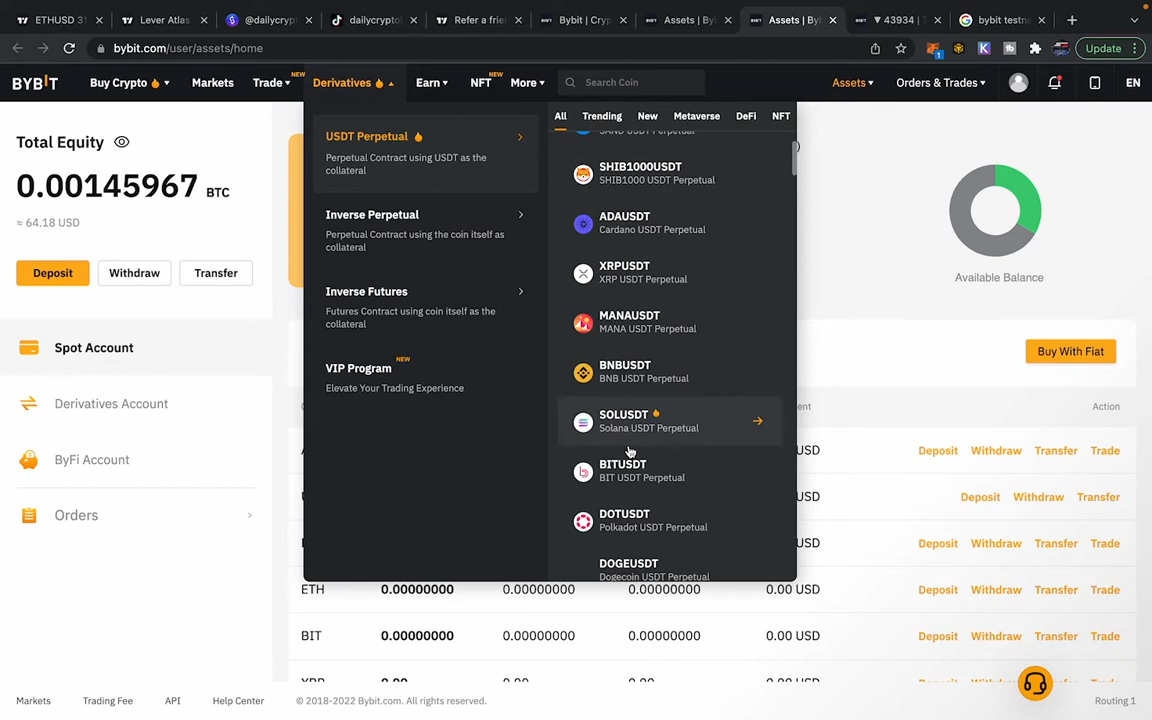 ETHUSD 31
Lever Atlas
@dailycryp
dailycryptol
Refer a frie
Bybit | Cryp
Assets | By
Assets | By
▼ 43934 | T
bybit testne
bybit.com/user/assets/home
1
Update
BYBIT
Buy Crypto
Markets
Trade
NEW
Derivatives
Earn
NFT
NEW
More
Search Coin
Assets
Orders & Trades
EN
Total Equity
0.00145967 BTC
≈ 64.18 USD
Deposit
Withdraw
Transfer
Spot Account
Derivatives Account
ByFi Account
Orders
USDT Perpetual
Perpetual Contract using USDT as the
collateral
Inverse Perpetual
Perpetual Contract using the coin itself as
collateral
Inverse Futures
Futures Contract using coin itself as the
collateral
VIP Program
NEW
Elevate Your Trading Experience
All
Trending
New
Metaverse
DeFi
NFT
SAND USDT Perpetual
SHIB1000USDT
SHIB1000 USDT Perpetual
ADAUSDT
Cardano USDT Perpetual
XRPUSDT
XRP USDT Perpetual
MANAUSDT
MANA USDT Perpetual
BNBUSDT
BNB USDT Perpetual
SOLUSDT
Solana USDT Perpetual
BITUSDT
BIT USDT Perpetual
DOTUSDT
Polkadot USDT Perpetual
DOGEUSDT
Dogecoin USDT Perpetual
Available Balance
Buy With Fiat
Action
USD Deposit Withdraw Trade
USD Deposit Withdraw Transfer
USD Deposit Withdraw Transfer Trade
ETH 0.00000000 0.00000000 0.00000000 0.00 USD Deposit Withdraw Transfer Trade
BIT 0.00000000 0.00000000 0.00000000 0.00 USD Deposit Withdraw Transfer Trade
Markets
Trading Fee
API
Help Center
© 2018-2022 Bybit.com. All rights reserved.
Routing 1